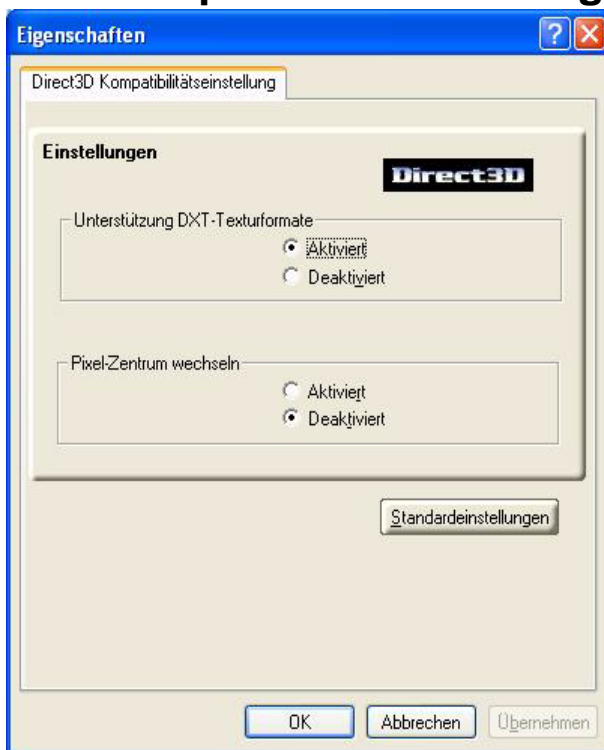 Eigenschaften
Direct3D Kompatibilitätseinstellung
Einstellungen
Direct3D
Unterstützung DXT-Texturformate
Aktiviert
Deaktiviert
Pixel-Zentrum wechseln
Aktiviert
Deaktiviert
Standardeinstellungen
OK
Abbrechen
Übernehmen